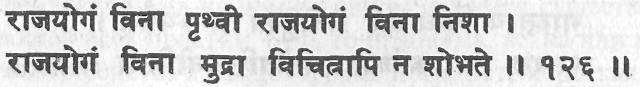 राजयोगं विना पृथ्वी राजयोगं विना निशा ।
राजयोगं विना मुद्रा विचित्रापि न शोभते ॥ १२६ ॥